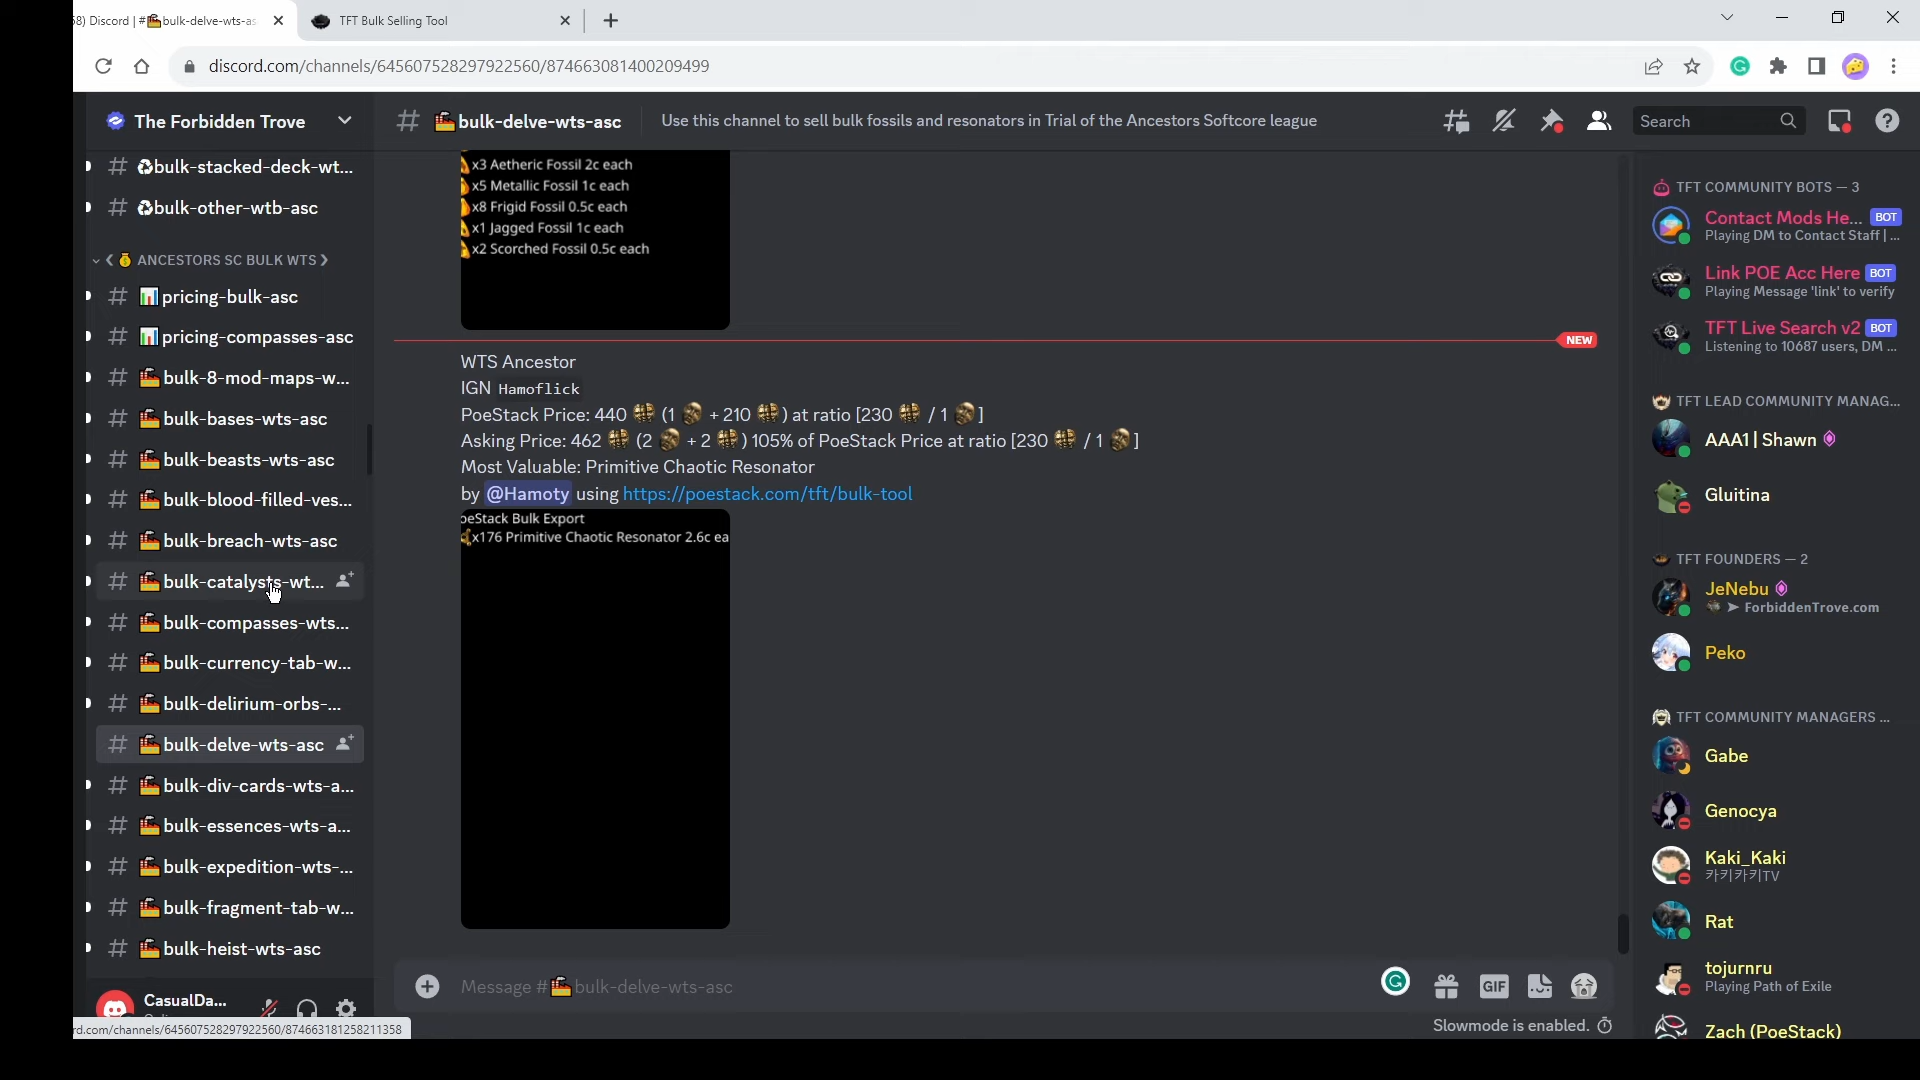 58) Discord | #bulk-delve-wts-as
TFT Bulk Selling Tool
discord.com/channels/645607528297922560/874663081400209499
The Forbidden Trove
# bulk-delve-wts-asc
Use this channel to sell bulk fossils and resonators in Trial of the Ancestors Softcore league
Search
# bulk-stacked-deck-wt...
# bulk-other-wtb-asc
ANCESTORS SC BULK WTS
# pricing-bulk-asc
# pricing-compasses-asc
# bulk-8-mod-maps-w...
# bulk-bases-wts-asc
# bulk-beasts-wts-asc
# bulk-blood-filled-ves...
# bulk-breach-wts-asc
# bulk-catalysts-wt...
# bulk-compasses-wts...
# bulk-currency-tab-w...
# bulk-delirium-orbs-...
# bulk-delve-wts-asc
# bulk-div-cards-wts-a...
# bulk-essences-wts-a...
# bulk-expedition-wts-...
# bulk-fragment-tab-w...
# bulk-heist-wts-asc
CasualDa...
rd.com/channels/645607528297922560/874663181258211358
x3 Aetheric Fossil 2c each
x5 Metallic Fossil 1c each
x8 Frigid Fossil 0.5c each
x1 Jagged Fossil 1c each
x2 Scorched Fossil 0.5c each
NEW
WTS Ancestor
IGN Hamoflick
PoeStack Price: 440 (1 + 210 ) at ratio [230 / 1 ]
Asking Price: 462 (2 + 2 ) 105% of PoeStack Price at ratio [230 / 1 ]
Most Valuable: Primitive Chaotic Resonator
by @Hamoty using https://poestack.com/tft/bulk-tool
oeStack Bulk Export
x176 Primitive Chaotic Resonator 2.6c ea
Message # bulk-delve-wts-asc
GIF
Slowmode is enabled.
TFT COMMUNITY BOTS — 3
Contact Mods He... BOT
Playing DM to Contact Staff | ...
Link POE Acc Here BOT
Playing Message 'link' to verify
TFT Live Search v2 BOT
Listening to 10687 users, DM ...
TFT LEAD COMMUNITY MANAG...
AAA1 | Shawn
Gluitina
TFT FOUNDERS — 2
JeNebu
➤ ForbiddenTrove.com
Peko
TFT COMMUNITY MANAGERS ...
Gabe
Genocya
Kaki_Kaki
카키카키TV
Rat
tojurnru
Playing Path of Exile
Zach (PoeStack)